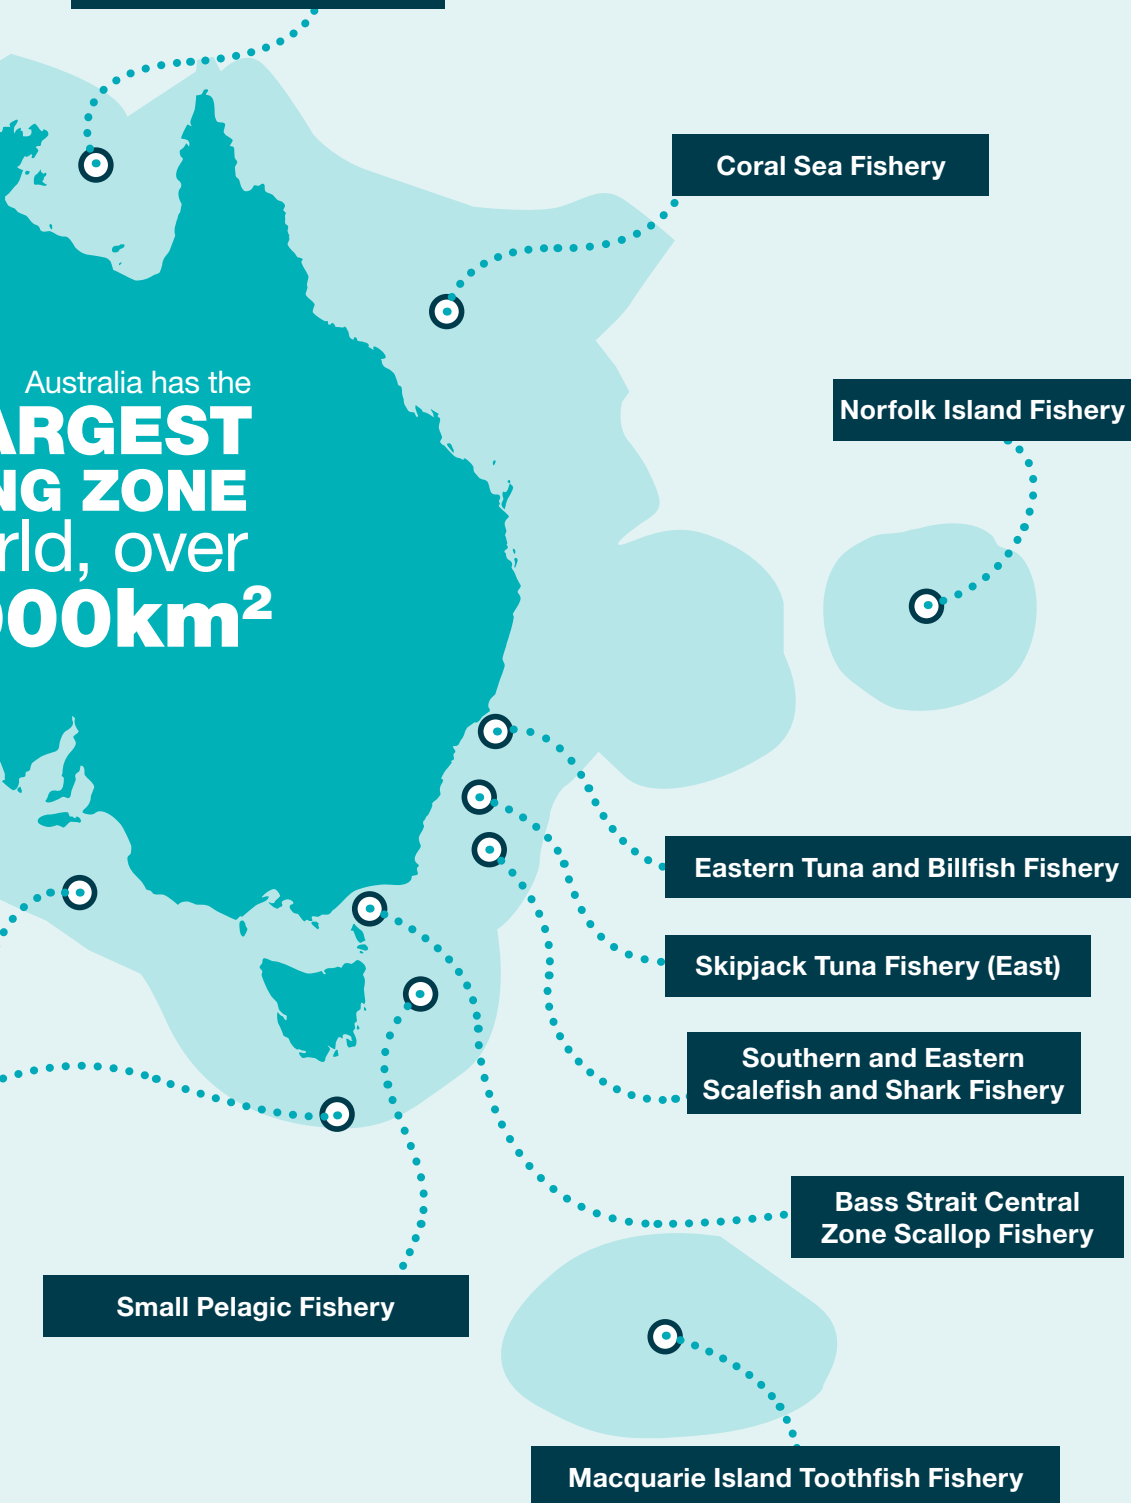 Coral Sea Fishery
Norfolk Island Fishery
Australia has the
ARGEST
NG ZONE
rld, over
000km²
Eastern Tuna and Billfish Fishery
Skipjack Tuna Fishery (East)
Southern and Eastern
Scalefish and Shark Fishery
Bass Strait Central
Zone Scallop Fishery
Small Pelagic Fishery
Macquarie Island Toothfish Fishery